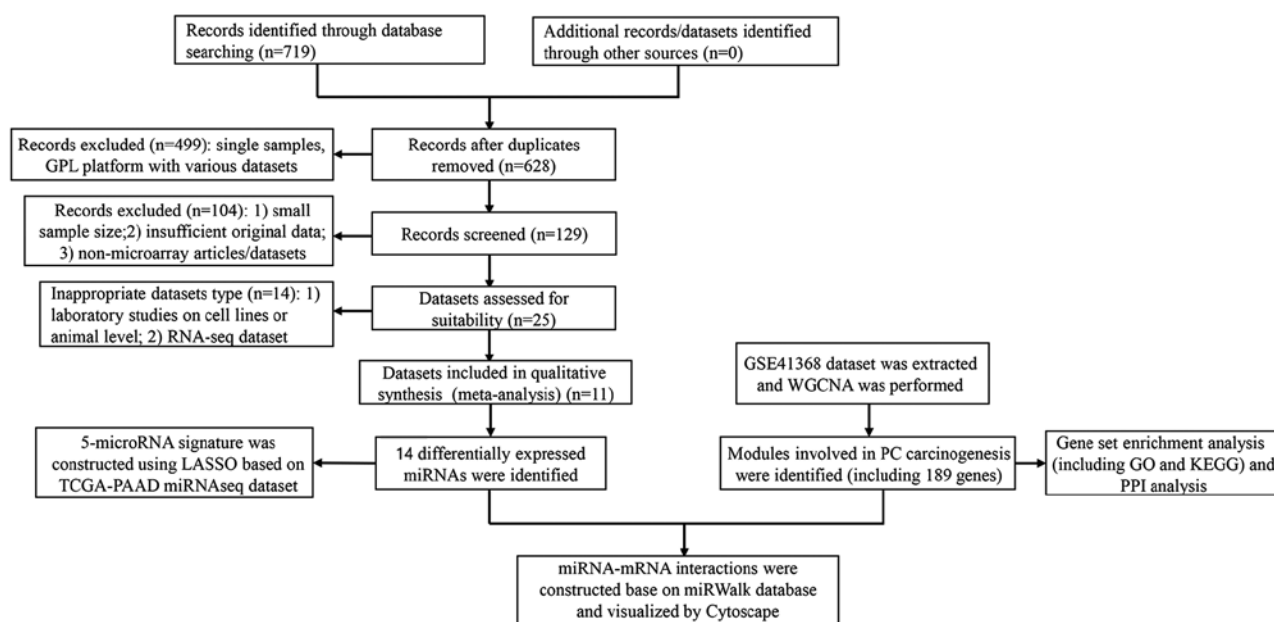 Records identified through database
searching (n=719)
Additional records/datasets identified
through other sources (n=0)
Records excluded (n=499): single samples,
GPL platform with various datasets
Records after duplicates
removed (n=628)
Records excluded (n=104): 1) small
sample size;2) insufficient original data;
3) non-microarray articles/datasets
Records screened (n=129)
Inappropriate datasets type (n=14): 1)
laboratory studies on cell lines or
animal level; 2) RNA-seq dataset
Datasets assessed for
suitability (n=25)
Datasets included in qualitative
synthesis (meta-analysis) (n=11)
GSE41368 dataset was extracted
and WGCNA was performed
5-microRNA signature was
constructed using LASSO based on
TCGA-PAAD miRNAseq dataset
14 differentially expressed
miRNAs were identified
Modules involved in PC carcinogenesis
were identified (including 189 genes)
Gene set enrichment analysis
(including GO and KEGG) and
PPI analysis
miRNA-mRNA interactions were
constructed base on miRWalk database
and visualized by Cytoscape